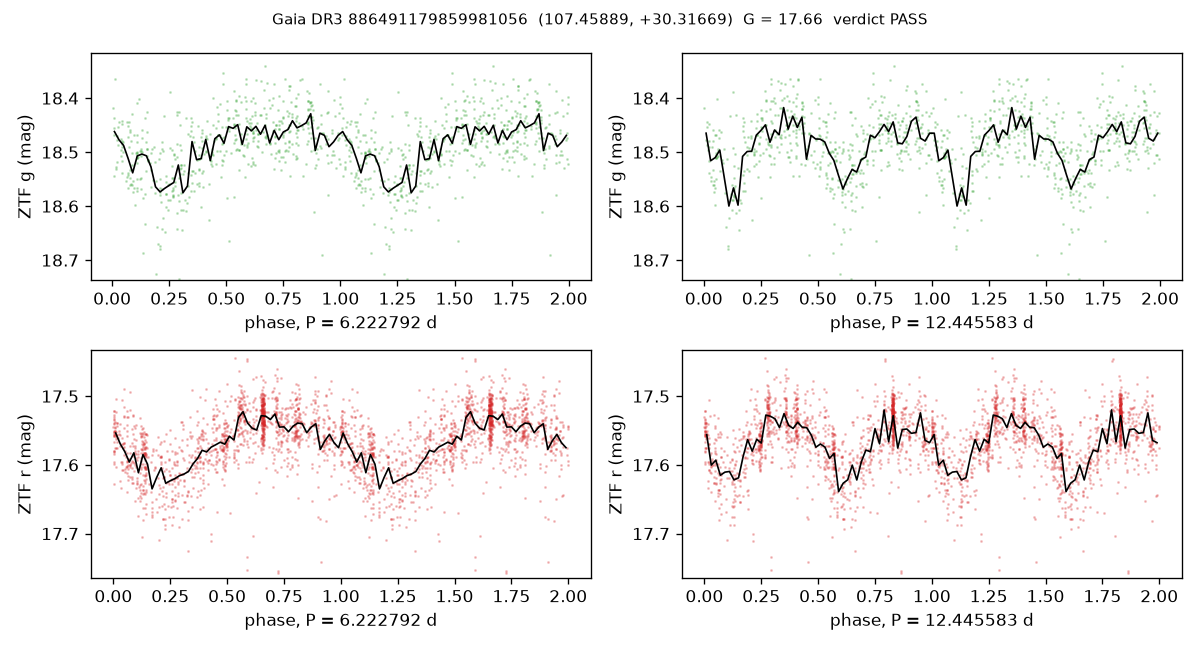 Gaia DR3 886491179859981056 (107.45889, +30.31669) G = 17.66 verdict PASS
ZTF g (mag)
18.4
18.5
18.6
18.7
0.00 0.25 0.50 0.75 1.00 1.25 1.50 1.75 2.00
phase, P = 6.222792 d
ZTF g (mag)
18.4
18.5
18.6
18.7
0.00 0.25 0.50 0.75 1.00 1.25 1.50 1.75 2.00
phase, P = 12.445583 d
ZTF r (mag)
17.5
17.6
17.7
0.00 0.25 0.50 0.75 1.00 1.25 1.50 1.75 2.00
phase, P = 6.222792 d
ZTF r (mag)
17.5
17.6
17.7
0.00 0.25 0.50 0.75 1.00 1.25 1.50 1.75 2.00
phase, P = 12.445583 d